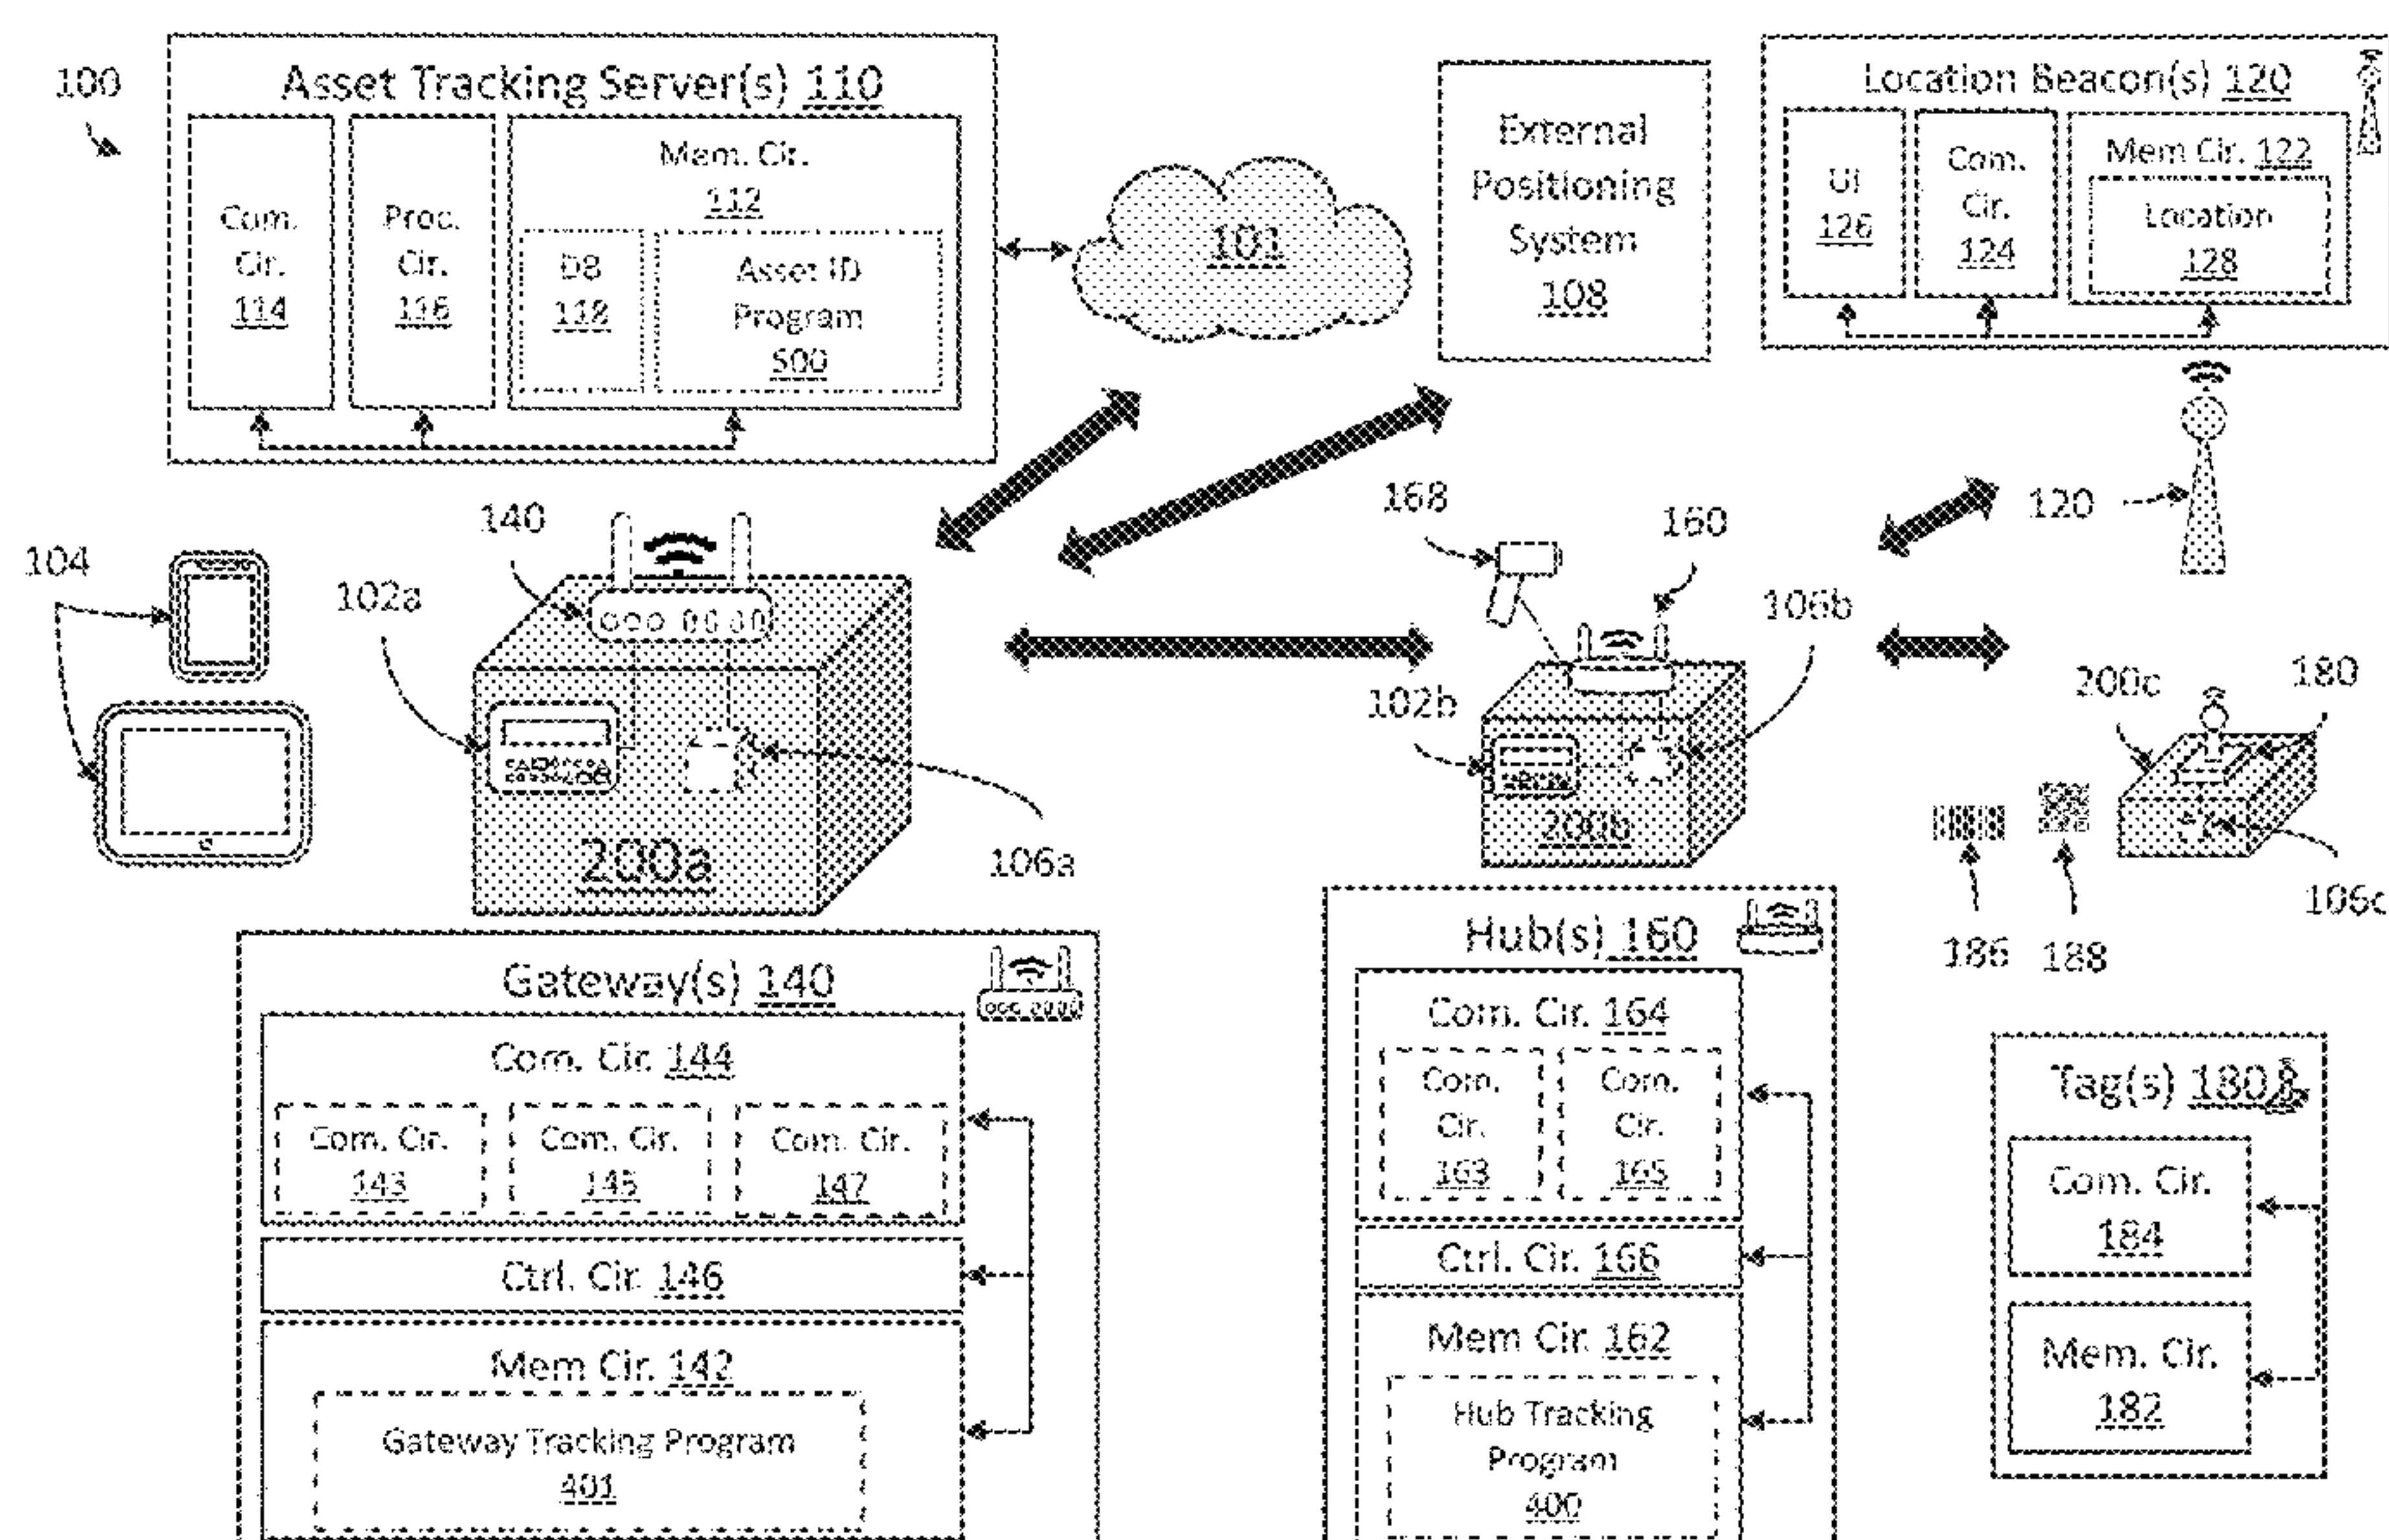 100
Asset Tracking Server(s) 110
Com.
Cir.
114
Proc.
Cir.
116
Mem. Cir.
112
DB
118
Asset ID
Program
500
101
External
Positioning
System
108
Location Beacon(s) 120
UI
126
Com.
Cir.
124
Mem Cir. 122
Location
128
104
102a
140
200a
106a
168
160
106b
102b
200b
120
200c
180
106c
186
188
Gateway(s) 140
Com. Cir. 144
Com. Cir.
143
Com. Cir.
145
Com. Cir.
147
Ctrl. Cir. 146
Mem Cir. 142
Gateway Tracking Program
401
Hub(s) 160
Com. Cir. 164
Com.
Cir.
163
Com.
Cir.
165
Ctrl. Cir. 166
Mem Cir. 162
Hub Tracking
Program
400
Tag(s) 180
Com. Cir.
184
Mem. Cir.
182